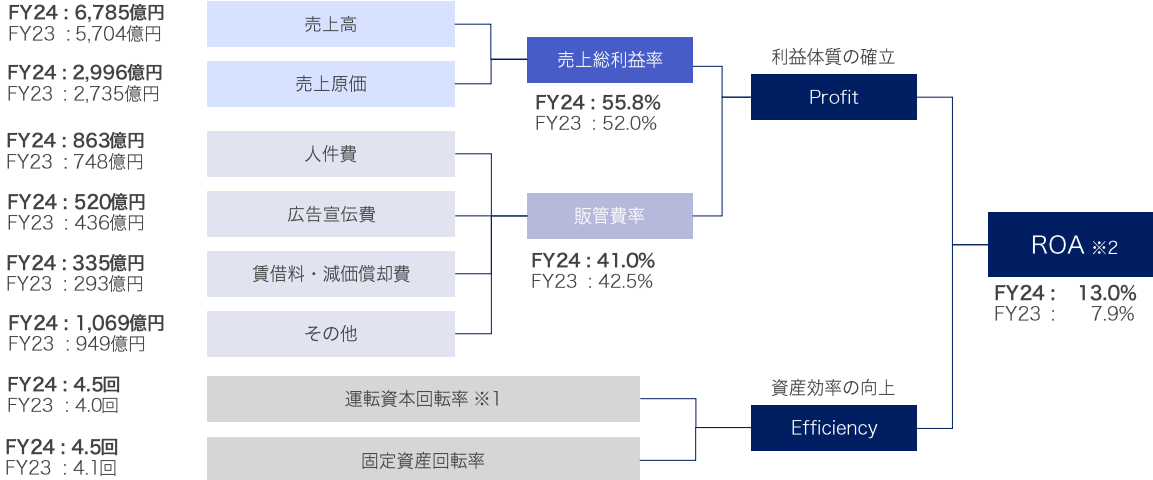 FY24 : 6,785億円
FY23 : 5,704億円
売上高
FY24 : 2,996億円
FY23 : 2,735億円
売上原価
売上総利益率
FY24 : 55.8%
FY23 : 52.0%
利益体質の確立
Profit
FY24 : 863億円
FY23 : 748億円
人件費
FY24 : 520億円
FY23 : 436億円
広告宣伝費
FY24 : 335億円
FY23 : 293億円
賃借料・減価償却費
FY24 : 1,069億円
FY23 : 949億円
その他
販管費率
FY24 : 41.0%
FY23 : 42.5%
ROA ※2
FY24 : 13.0%
FY23 : 7.9%
FY24 : 4.5回
FY23 : 4.0回
運転資本回転率 ※1
FY24 : 4.5回
FY23 : 4.1回
固定資産回転率
資産効率の向上
Efficiency